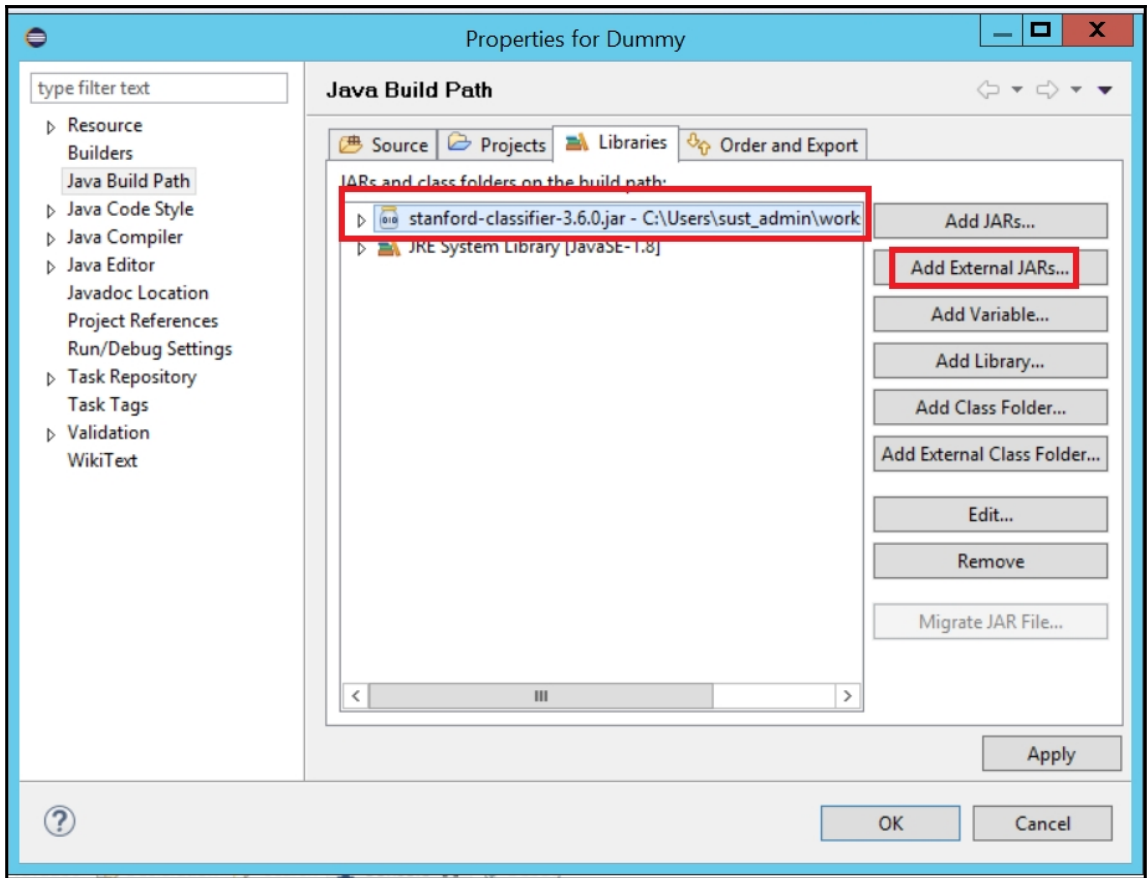 Properties for Dummy
X
type filter text
Resource
Builders
Java Build Path
Java Code Style
Java Compiler
Java Editor
Javadoc Location
Project References
Run/Debug Settings
Task Repository
Task Tags
Validation
WikiText
Java Build Path
Source
Projects
Libraries
Order and Export
JARs and class folders on the build path:
stanford-classifier-3.6.0.jar - C:\Users\sust_admin\work
JRE System Library [JavaSE-1.8]
Add JARs...
Add External JARs...
Add Variable...
Add Library...
Add Class Folder...
Add External Class Folder...
Edit...
Remove
Migrate JAR File...
Apply
?
OK
Cancel